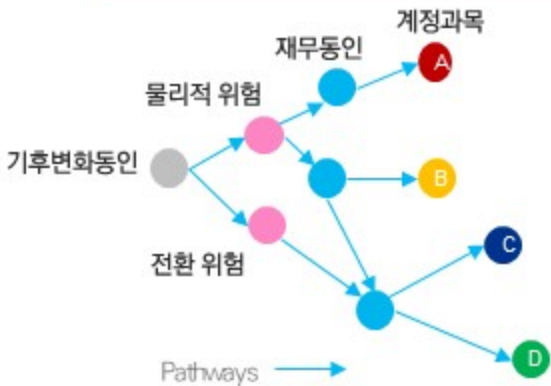 계정과목
재무동인
A
물리적 위험
기후변화동인
B
전환 위험
C
D
Pathways